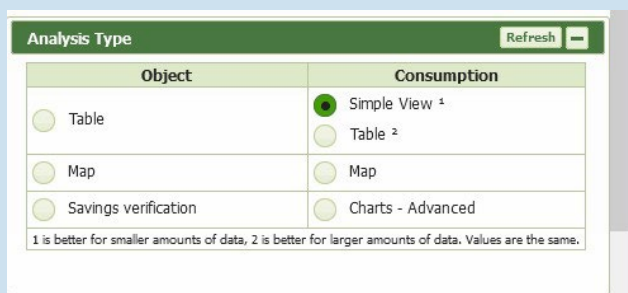 Analysis Type Refresh
Object Consumption
Simple View ¹
Table
Table ²
Map Map
Savings verification Charts - Advanced
1 is better for smaller amounts of data, 2 is better for larger amounts of data. Values are the same.